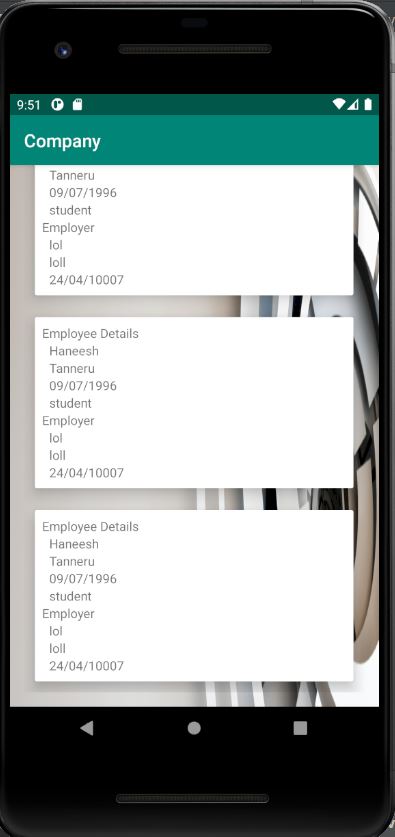 9:51
Company
Tanneru
09/07/1996
student
Employer
lol
loll
24/04/10007
Employee Details
Haneesh
Tanneru
09/07/1996
student
Employer
lol
loll
24/04/10007
Employee Details
Haneesh
Tanneru
09/07/1996
student
Employer
lol
loll
24/04/10007